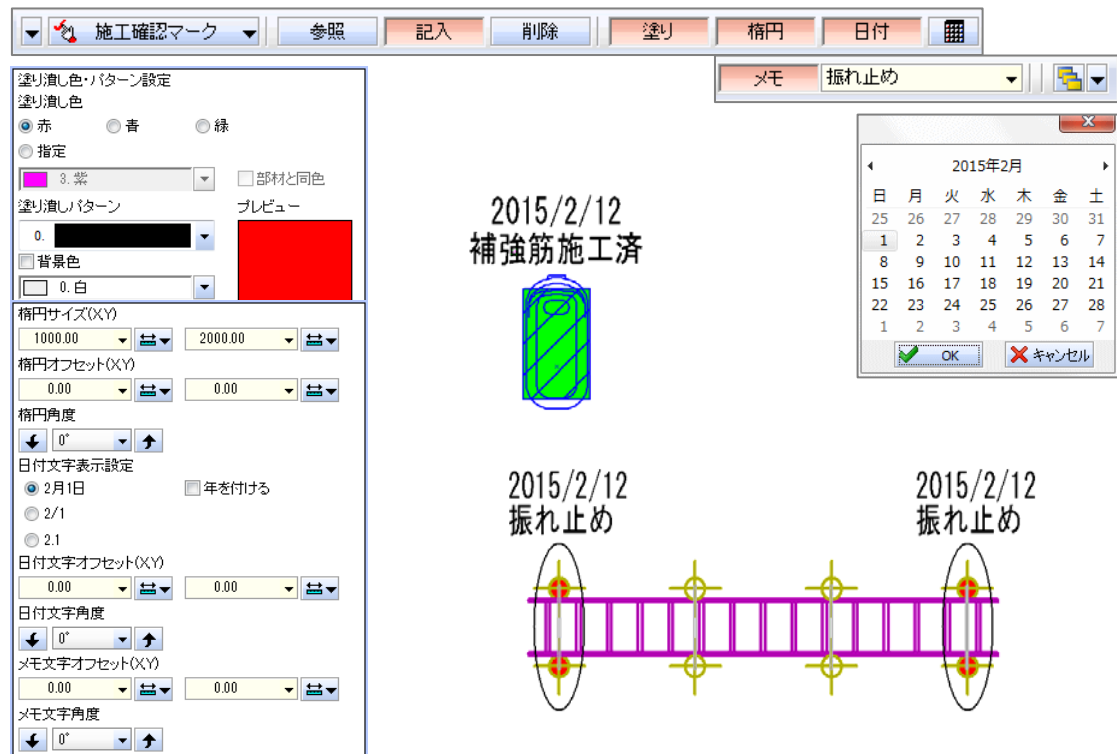 施工確認マーク 参照 記入 削除 塗り 楕円 日付
メモ 振れ止め
塗り潰し色・パターン設定
塗り潰し色
赤 青 緑
指定
3. 紫 部材と同色
塗り潰しパターン プレビュー
0.
背景色
0. 白
楕円サイズ(XY)
1000.00 2000.00
楕円オフセット(XY)
0.00 0.00
楕円角度
0°
日付文字表示設定
2月1日 年を付ける
2/1
2.1
日付文字オフセット(XY)
0.00 0.00
日付文字角度
0°
メモ文字オフセット(XY)
0.00 0.00
メモ文字角度
0°
2015/2/12
補強筋施工済
2015/2/12
振れ止め
2015/2/12
振れ止め
2015年2月
日 月 火 水 木 金 土
25 26 27 28 29 30 31
1 2 3 4 5 6 7
8 9 10 11 12 13 14
15 16 17 18 19 20 21
22 23 24 25 26 27 28
1 2 3 4 5 6 7
OK キャンセル